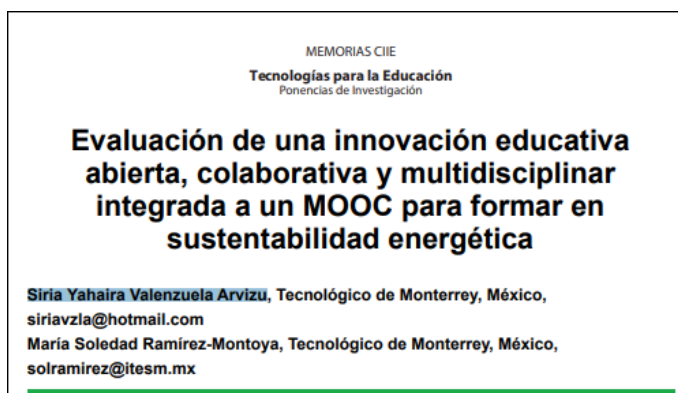 MEMORIAS CIIE
Tecnologías para la Educación
Ponencias de Investigación
Evaluación de una innovación educativa
abierta, colaborativa y multidisciplinar
integrada a un MOOC para formar en
sustentabilidad energética
Siria Yahaira Valenzuela Arvizu, Tecnológico de Monterrey, México,
siriavzla@hotmail.com
María Soledad Ramírez-Montoya, Tecnológico de Monterrey, México,
solramirez@itesm.mx